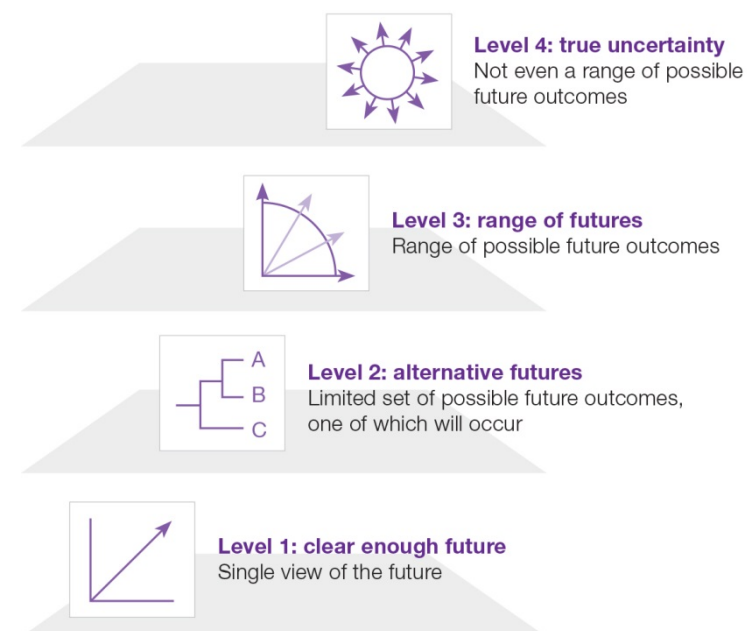 Level 4: true uncertainty
Not even a range of possible
future outcomes
Level 3: range of futures
Range of possible future outcomes
A
B
C
Level 2: alternative futures
Limited set of possible future outcomes,
one of which will occur
Level 1: clear enough future
Single view of the future